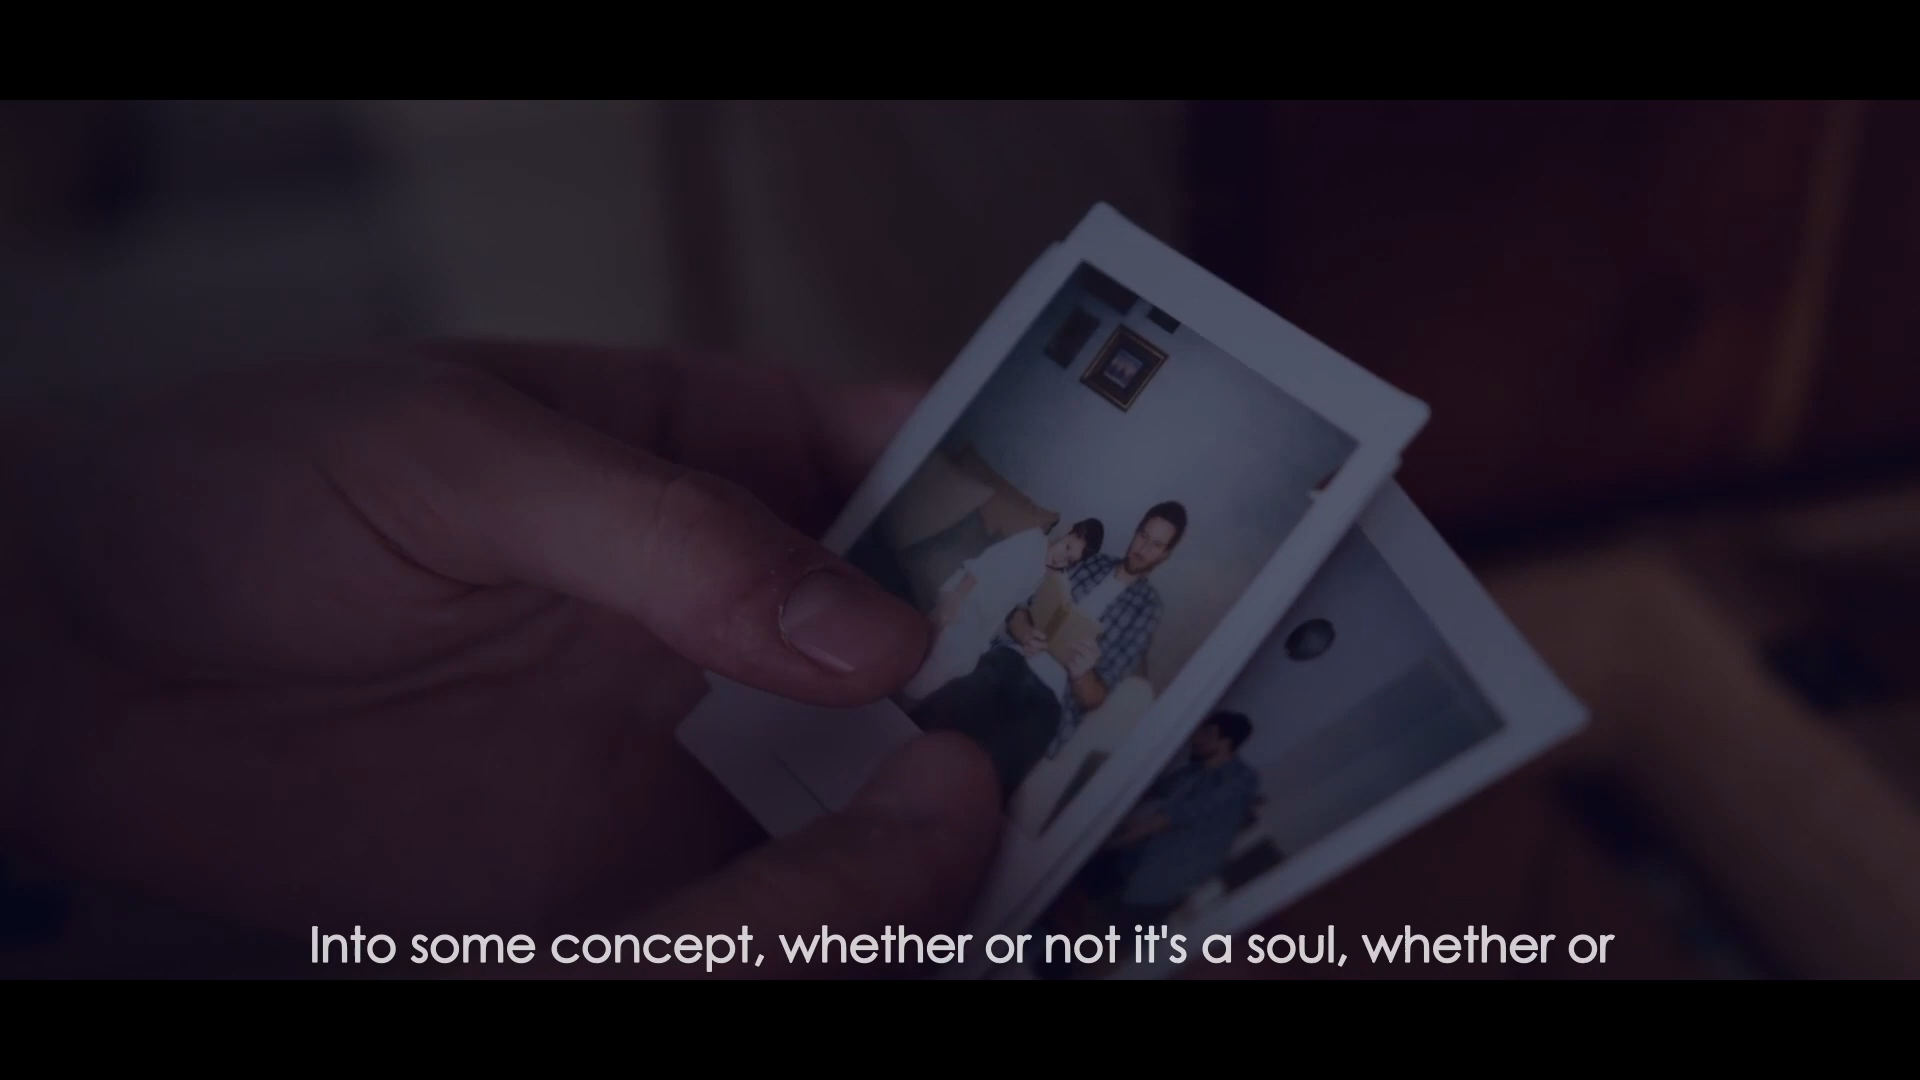 Into some concept, whether or not it's a soul, whether or